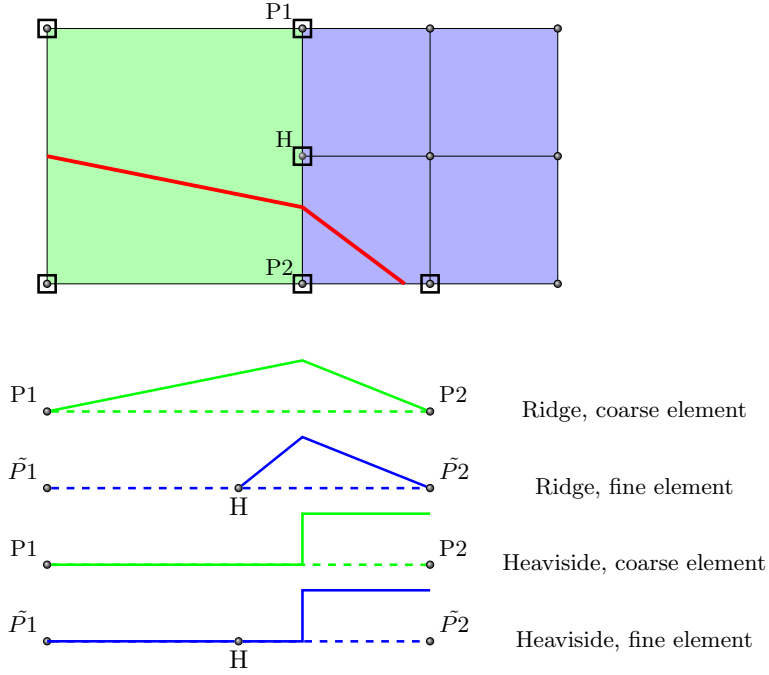 P1
H
P2
P1 P2 Ridge, coarse element
P̃1 P̃2 Ridge, fine element
H
P1 P2 Heaviside, coarse element
P̃1 P̃2 Heaviside, fine element
H